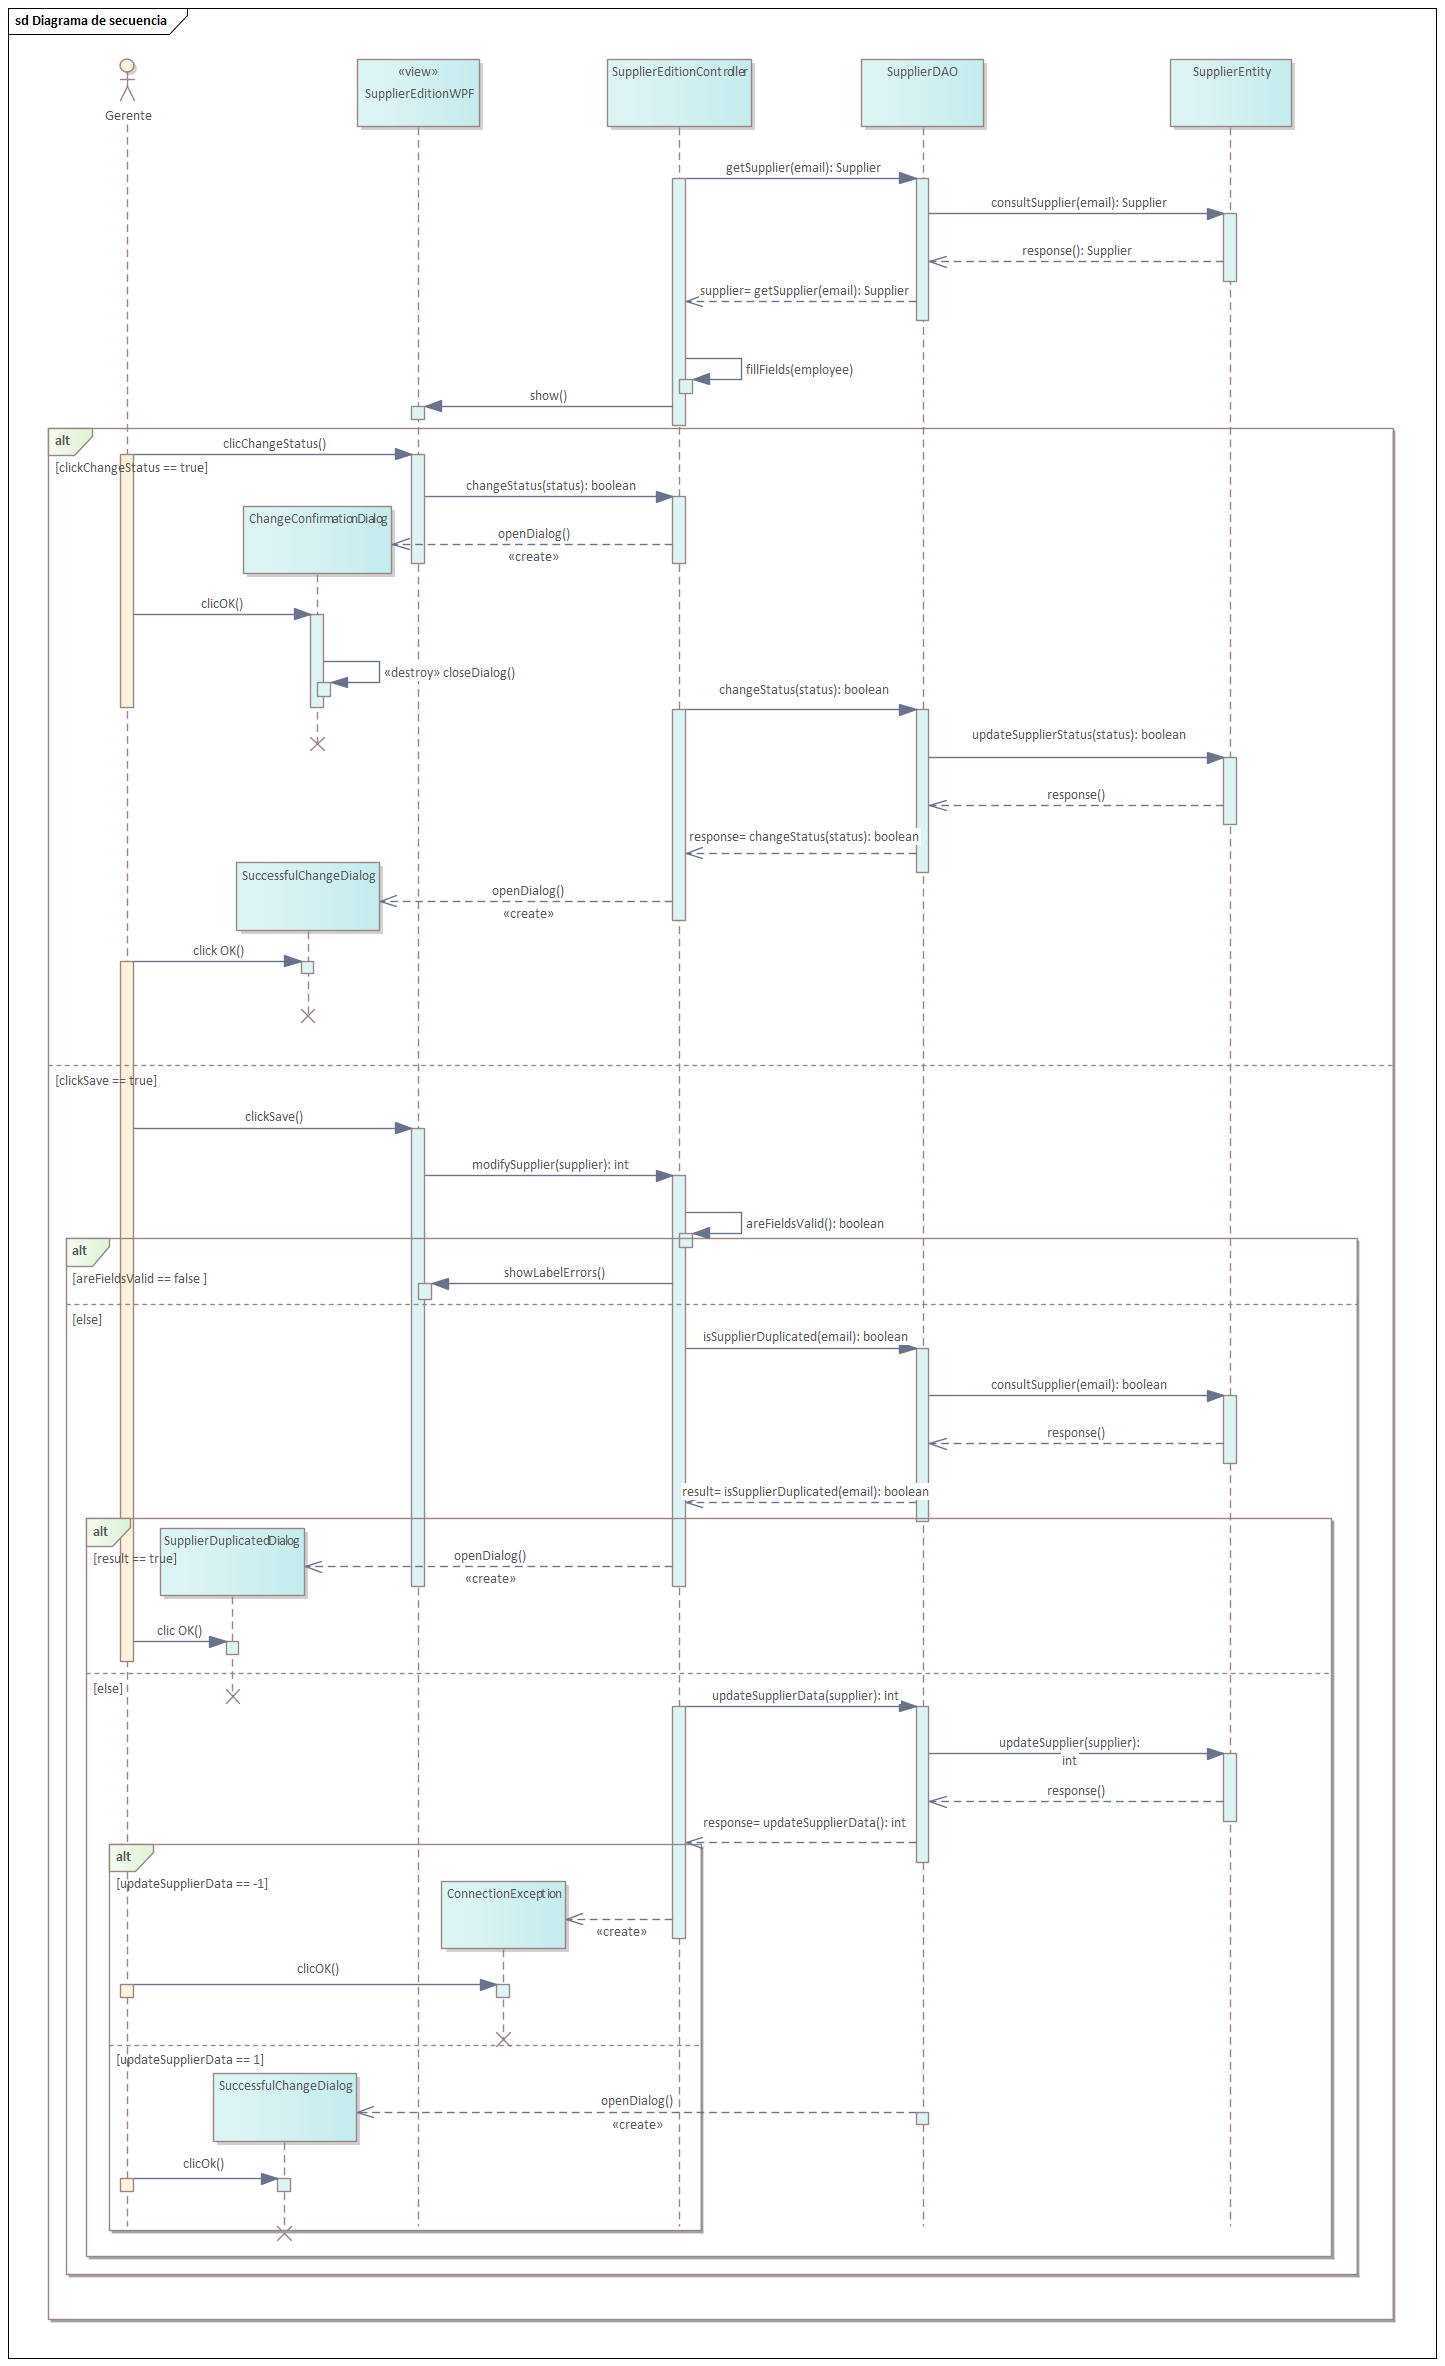 sd Diagrama de secuencia
Gerente
«view»
SupplierEditionWPF
SupplierEditionController
SupplierDAO
SupplierEntity
getSupplier(email): Supplier
consultSupplier(email): Supplier
response(): Supplier
supplier= getSupplier(email): Supplier
fillFields(employee)
show()
alt
clicChangeStatus()
[clickChangeStatus == true]
changeStatus(status): boolean
ChangeConfirmationDialog
openDialog()
«create»
clicOK()
«destroy» closeDialog()
changeStatus(status): boolean
updateSupplierStatus(status): boolean
response()
response= changeStatus(status): boolean
SuccessfulChangeDialog
openDialog()
«create»
click OK()
[clickSave == true]
clickSave()
modifySupplier(supplier): int
areFieldsValid(): boolean
alt
[areFieldsValid == false ]
showLabelErrors()
[else]
isSupplierDuplicated(email): boolean
consultSupplier(email): boolean
response()
result= isSupplierDuplicated(email): boolean
alt
SupplierDuplicatedDialog
[result == true]
openDialog()
«create»
clic OK()
[else]
updateSupplierData(supplier): int
updateSupplier(supplier):
int
response()
response= updateSupplierData(): int
alt
[updateSupplierData == -1]
ConnectionException
«create»
clicOK()
[updateSupplierData == 1]
SuccessfulChangeDialog
openDialog()
«create»
clicOk()